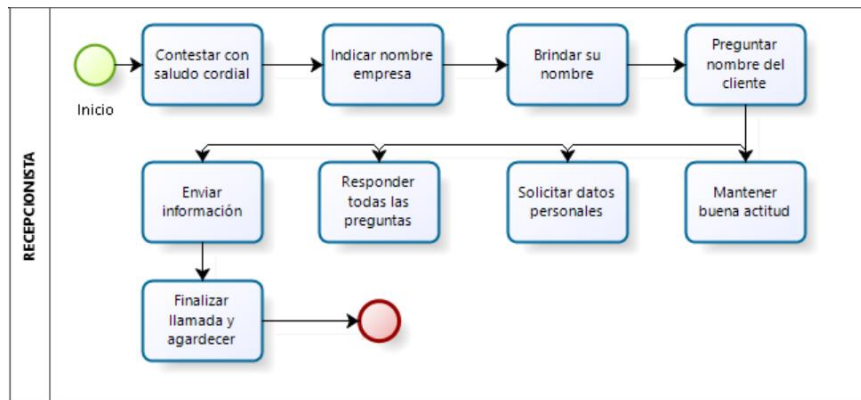 RECEPCIONISTA
Inicio
Contestar con
saludo cordial
Indicar nombre
empresa
Brindar su
nombre
Preguntar
nombre del
cliente
Enviar
información
Responder
todas las
preguntas
Solicitar datos
personales
Mantener
buena actitud
Finalizar
llamada y
agardecer